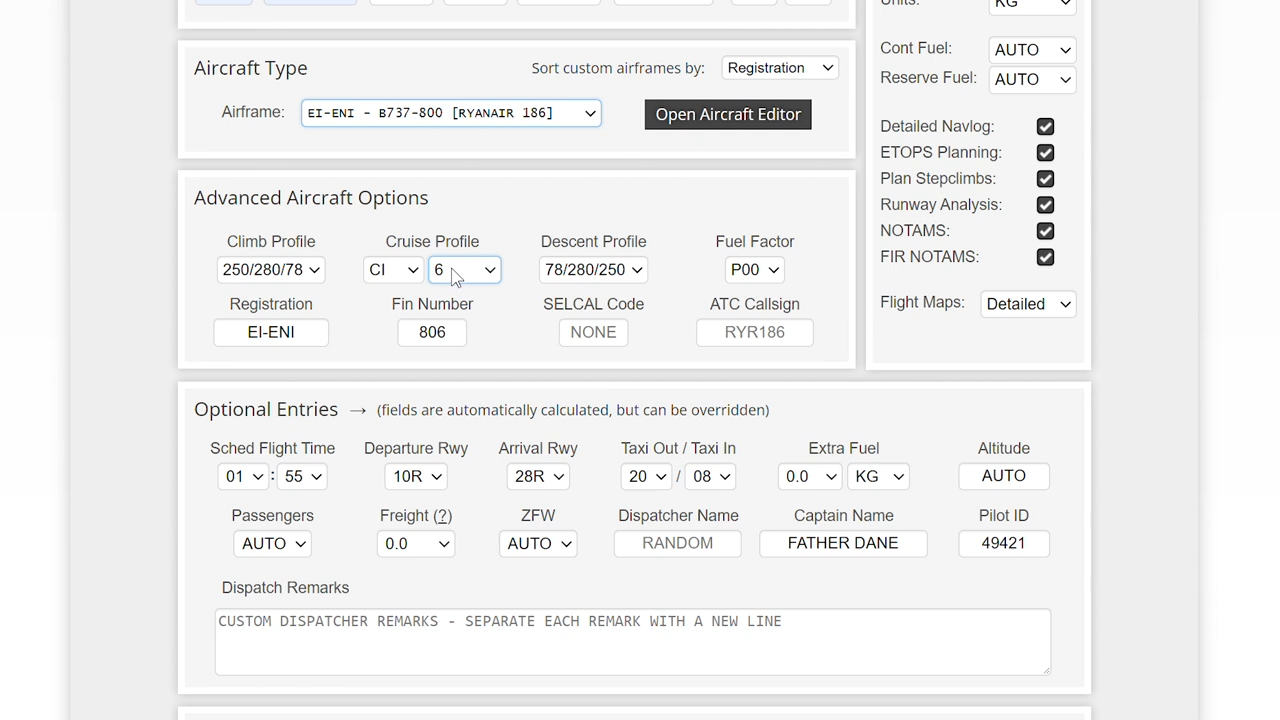 Units: KG
Aircraft Type
Sort custom airframes by: Registration
Airframe: EI-ENI - B737-800 [RYANAIR 186]
Open Aircraft Editor
Cont Fuel: AUTO
Reserve Fuel: AUTO
Detailed Navlog:
ETOPS Planning:
Plan Stepclimbs:
Runway Analysis:
NOTAMS:
FIR NOTAMS:
Flight Maps: Detailed
Advanced Aircraft Options
Climb Profile Cruise Profile Descent Profile Fuel Factor
250/280/78 CI 6 78/280/250 P00
Registration Fin Number SELCAL Code ATC Callsign
EI-ENI 806 NONE RYR186
Optional Entries → (fields are automatically calculated, but can be overridden)
Sched Flight Time Departure Rwy Arrival Rwy Taxi Out / Taxi In Extra Fuel Altitude
01 : 55 10R 28R 20 / 08 0.0 KG AUTO
Passengers Freight (?) ZFW Dispatcher Name Captain Name Pilot ID
AUTO 0.0 AUTO RANDOM FATHER DANE 49421
Dispatch Remarks
CUSTOM DISPATCHER REMARKS - SEPARATE EACH REMARK WITH A NEW LINE